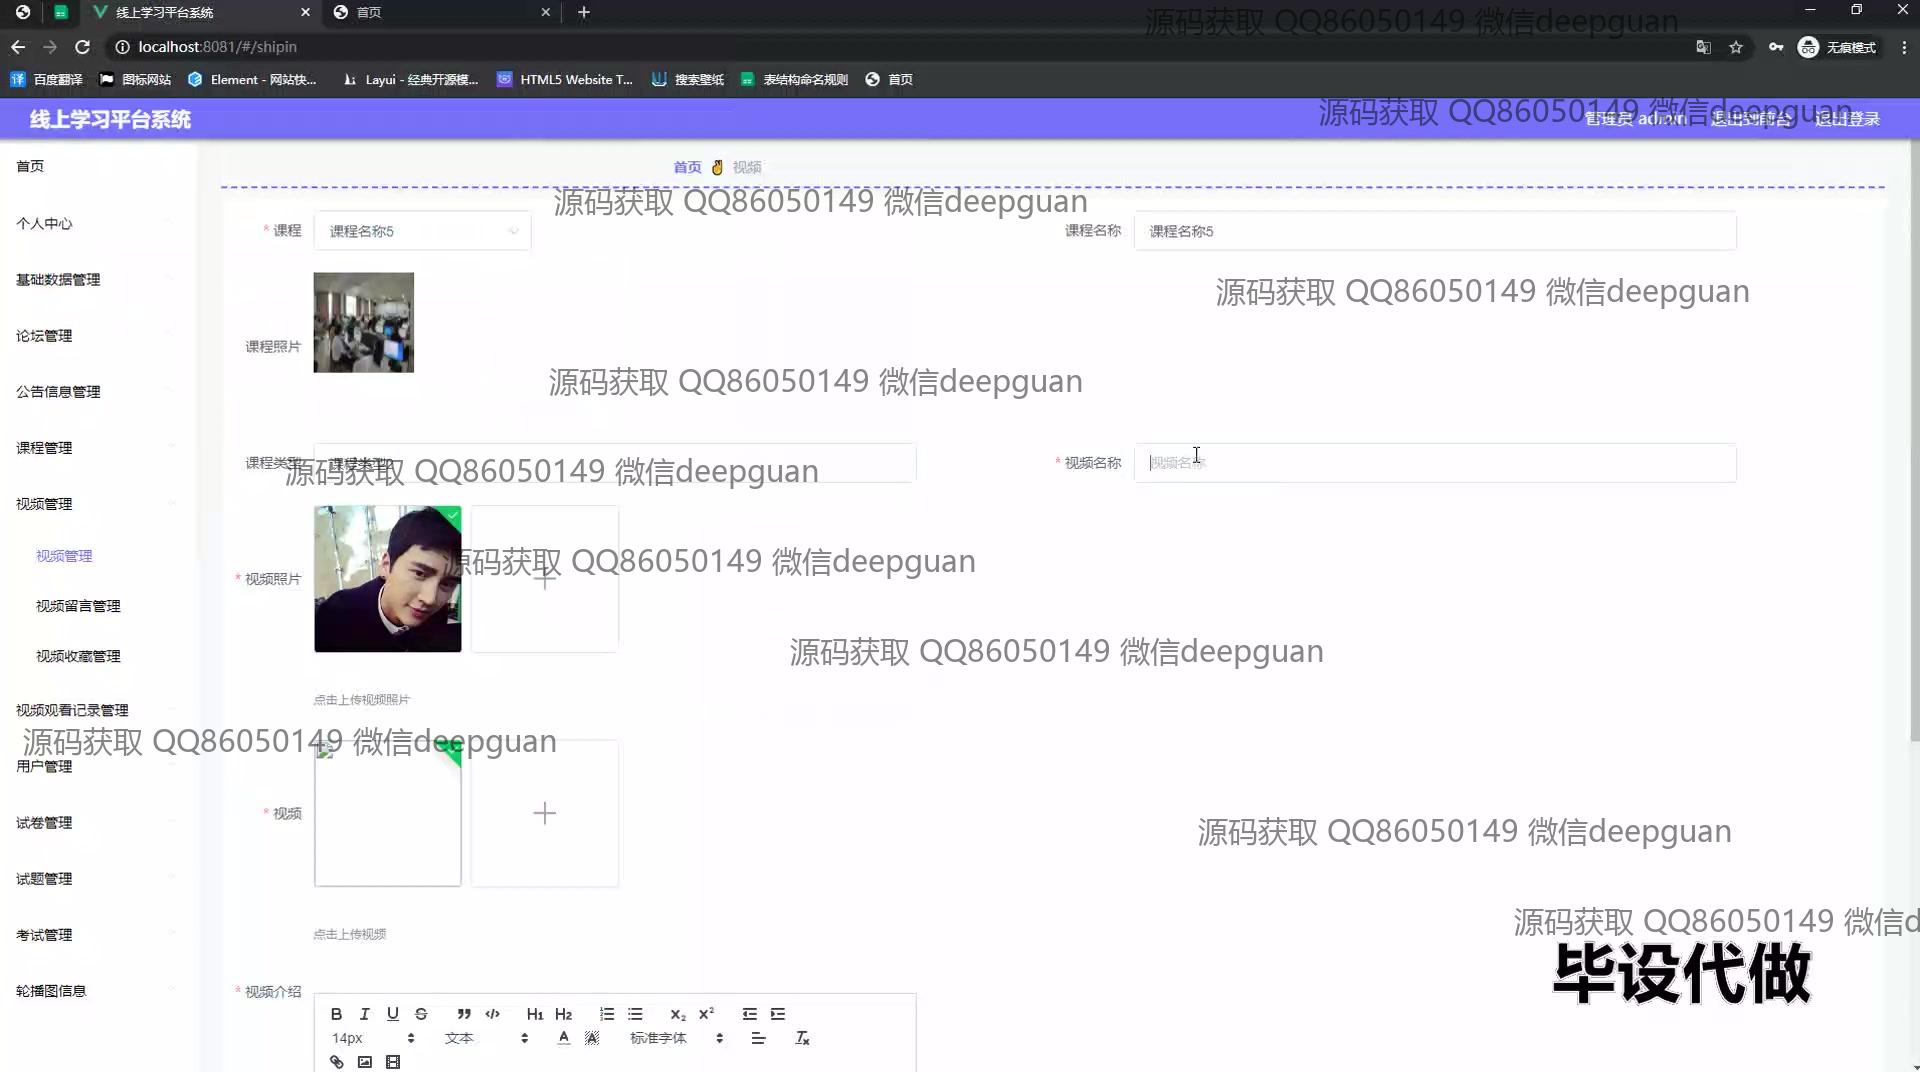 线上学习平台系统
首页
源码获取 QQ86050149 微信deepguan
localhost:8081/#/shipin
无痕模式
百度翻译
图标网站
Element - 网站快...
Layui - 经典开源模...
HTML5 Website T...
搜索壁纸
表结构命名规则
首页
线上学习平台系统
源码获取 QQ86050149 微信deepguan
管理员 admin
退出到前台
退出登录
首页
首页 视频
源码获取 QQ86050149 微信deepguan
个人中心
* 课程
课程名称5
课程名称
课程名称5
基础数据管理
源码获取 QQ86050149 微信deepguan
论坛管理
课程照片
源码获取 QQ86050149 微信deepguan
公告信息管理
课程管理
课程类型
课程类型2
源码获取 QQ86050149 微信deepguan
* 视频名称
视频名称
视频管理
视频管理
源码获取 QQ86050149 微信deepguan
* 视频照片
视频留言管理
视频收藏管理
源码获取 QQ86050149 微信deepguan
点击上传视频照片
视频观看记录管理
源码获取 QQ86050149 微信deepguan
用户管理
* 视频
试卷管理
源码获取 QQ86050149 微信deepguan
试题管理
源码获取 QQ86050149 微信d
考试管理
点击上传视频
毕设代做
轮播图信息
* 视频介绍
B I U S H1 H2 X2 X2
14px 文本 A A 标准字体 Tx